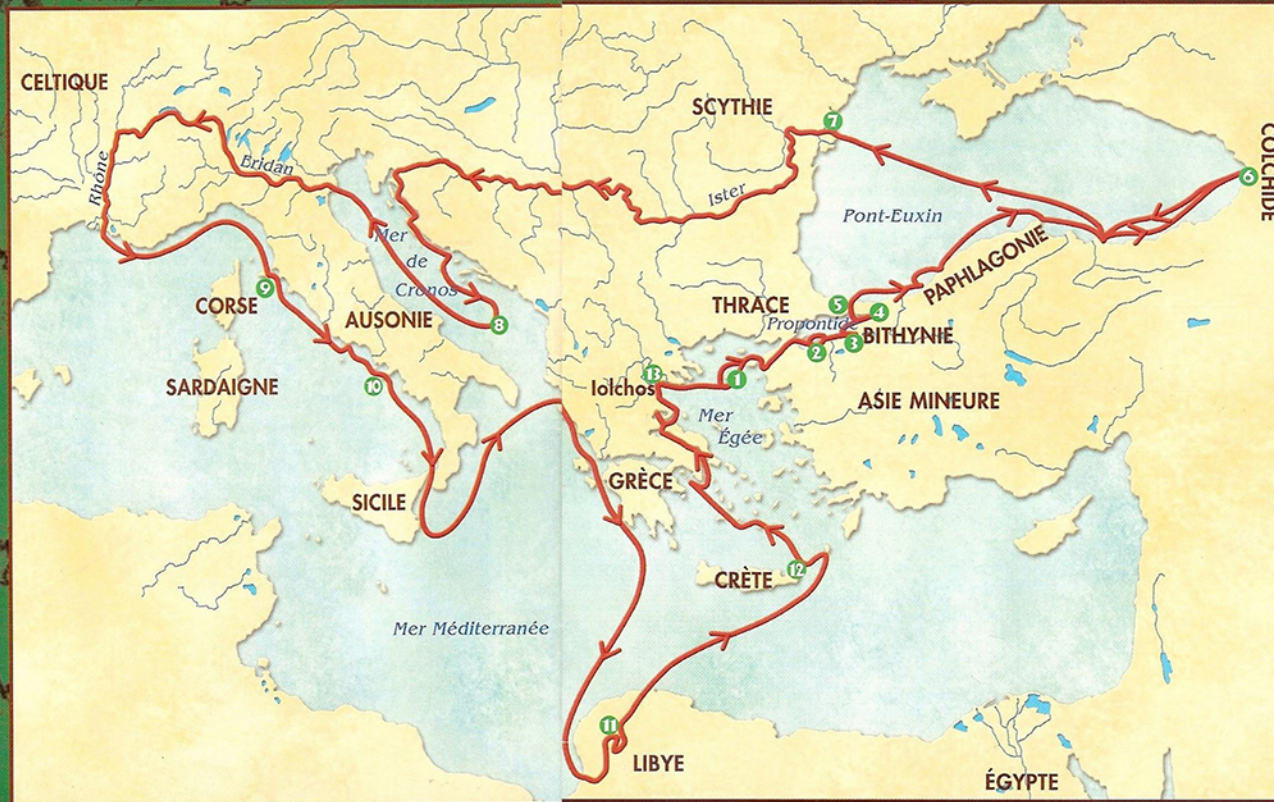 CELTIQUE
Rhône
Eridan
Mer
de
Cronos
8
9
CORSE
AUSONIE
10
SARDAIGNE
SICILE
Mer Méditerranée
SCYTHIE
7
Ister
Pont-Euxin
6
COLCHIDE
PAPHLAGONIE
THRACE
5
4
Propontide
BITHYNIE
2
3
13
Iolchos
1
Mer
Égée
ASIE MINEURE
GRÈCE
CRÈTE
12
11
LIBYE
ÉGYPTE